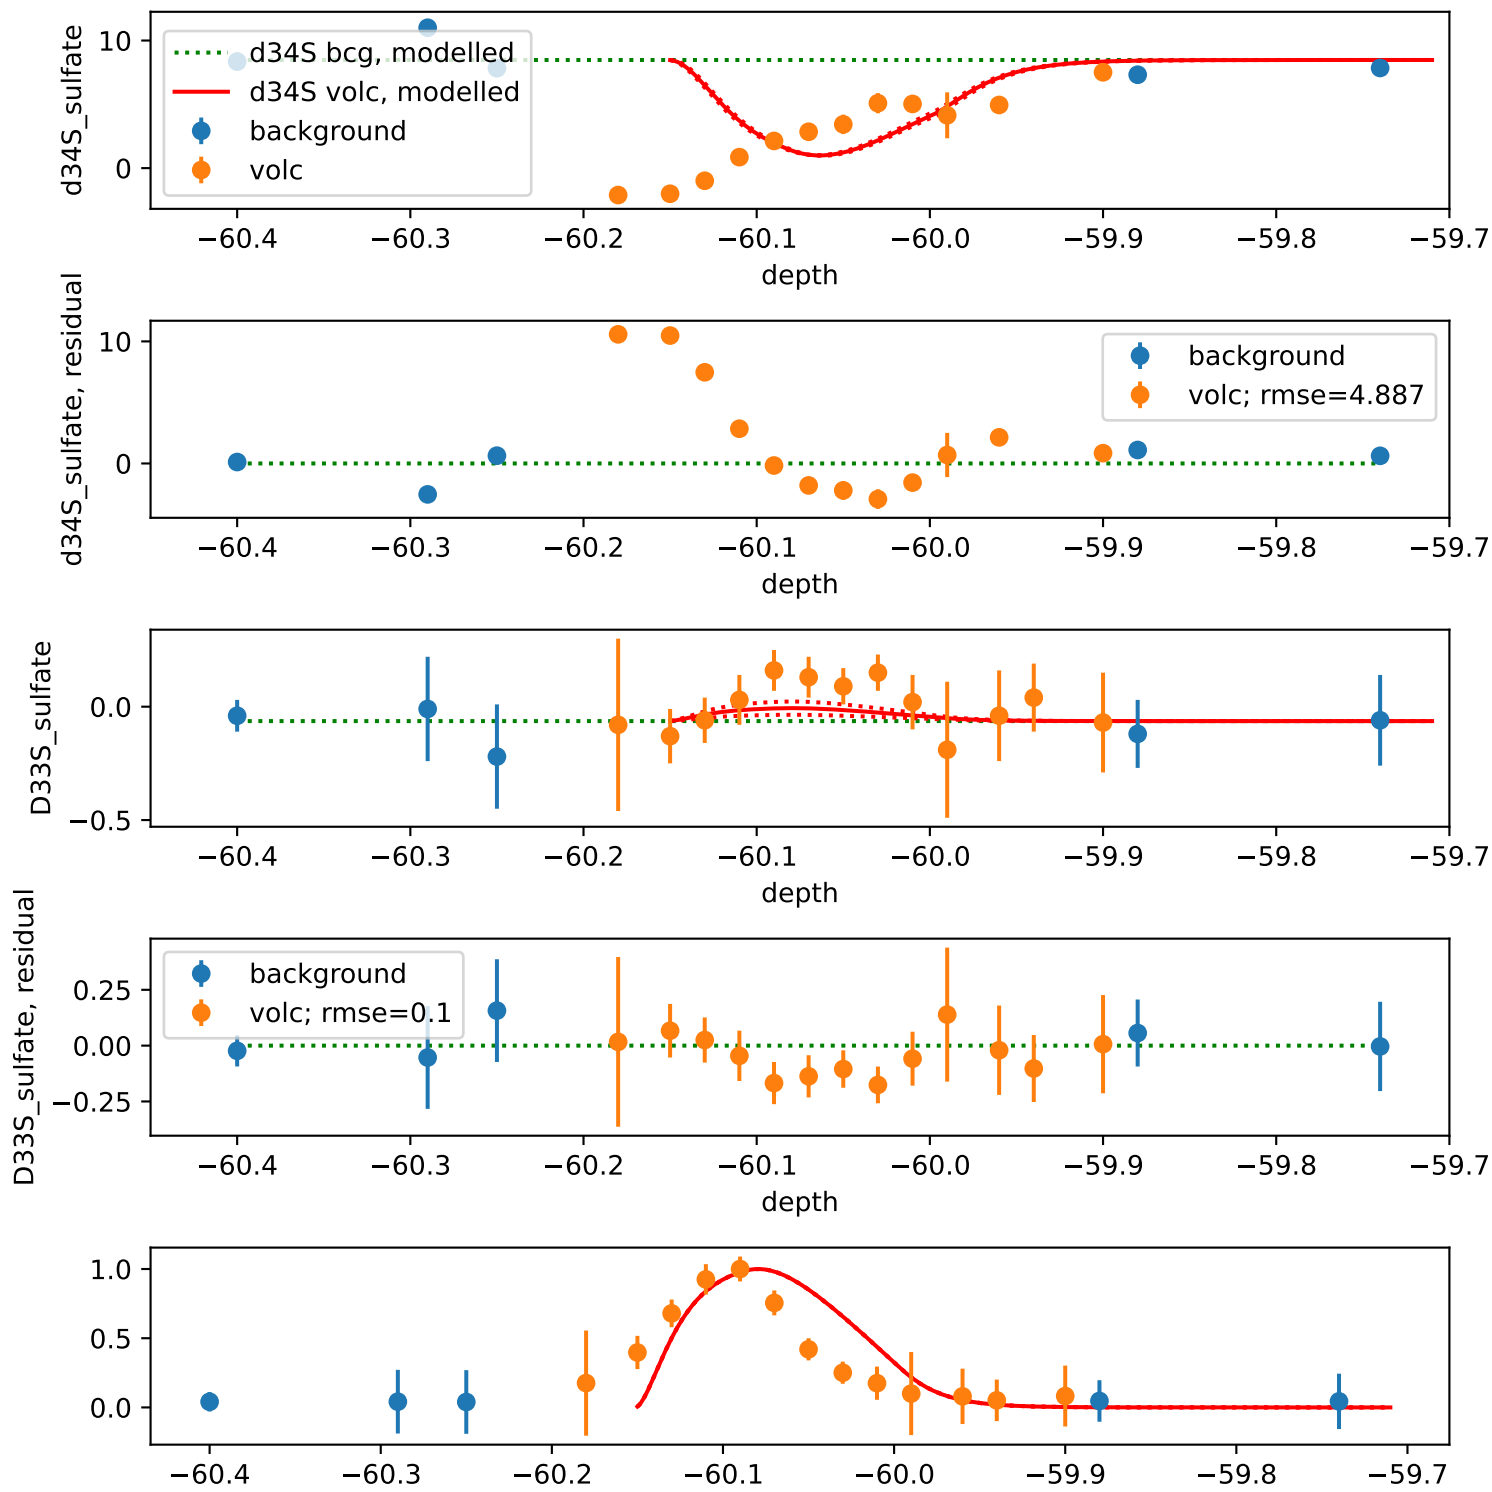 d34S_sulfate
10
0
d34S bcg, modelled
d34S volc, modelled
background
volc
−60.4 −60.3 −60.2 −60.1 −60.0 −59.9 −59.8 −59.7
depth
d34S_sulfate, residual
10
0
background
volc; rmse=4.887
−60.4 −60.3 −60.2 −60.1 −60.0 −59.9 −59.8 −59.7
depth
D33S_sulfate
0.0
−0.5
−60.4 −60.3 −60.2 −60.1 −60.0 −59.9 −59.8 −59.7
depth
D33S_sulfate, residual
0.25
0.00
−0.25
background
volc; rmse=0.1
−60.4 −60.3 −60.2 −60.1 −60.0 −59.9 −59.8 −59.7
depth
1.0
0.5
0.0
−60.4 −60.3 −60.2 −60.1 −60.0 −59.9 −59.8 −59.7